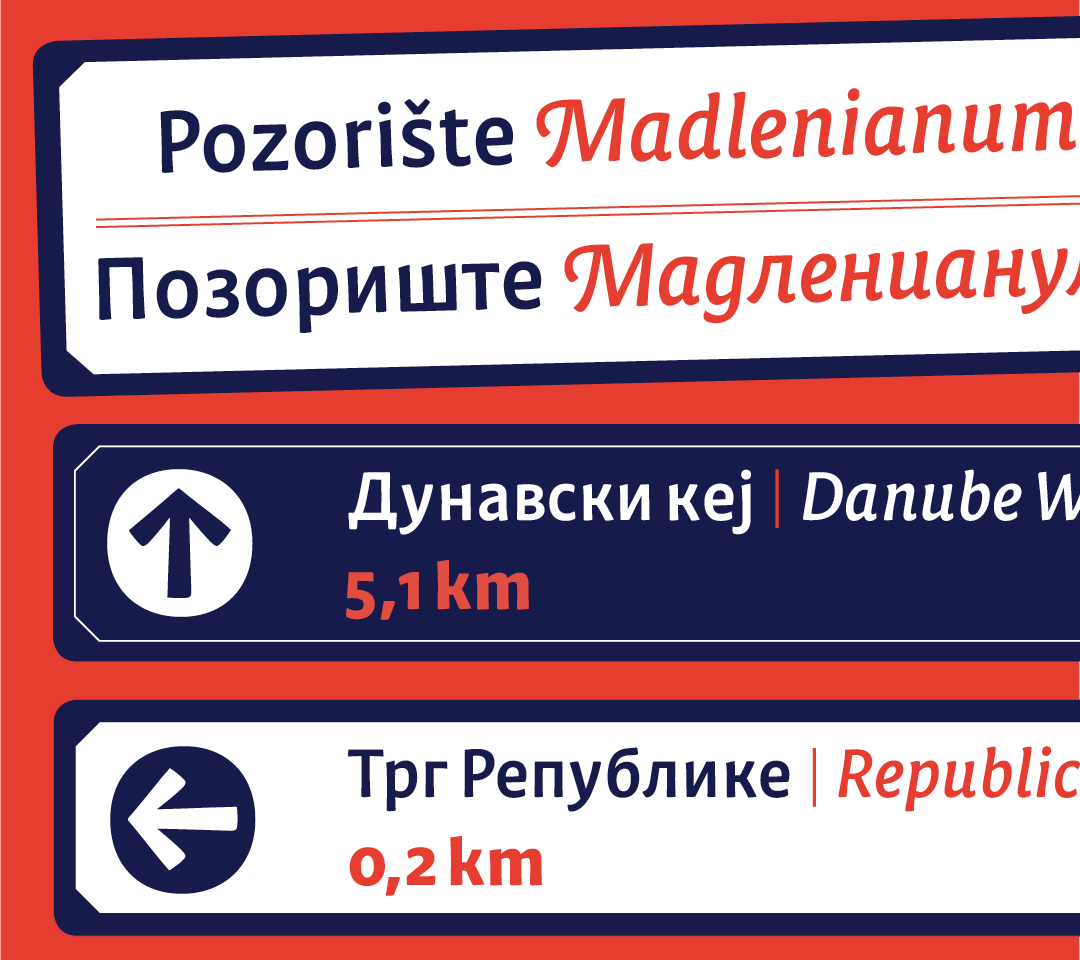 Pozorište Madlenianum
Позориште Мадлениану
Дунавски кеј | Danube W
5,1 km
Трг Републике | Republic
0,2 km